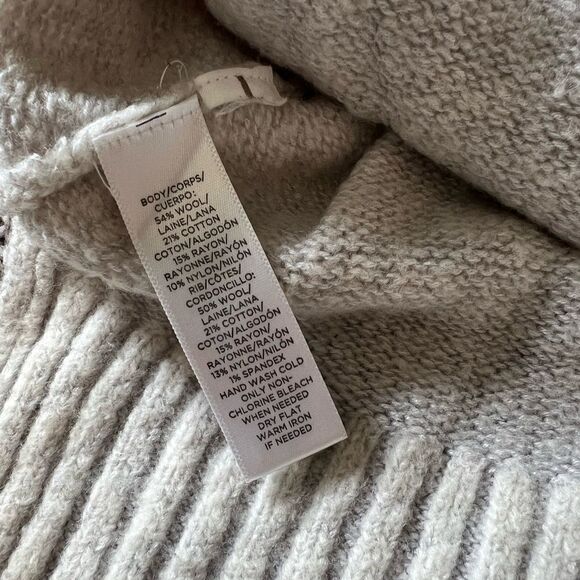 BODY/CORPS/
CUERPO:
54% WOOL/
LAINE/LANA
21% COTTON
COTON/ALGODÓN
15% RAYON/
RAYONNE/RAYÓN
10% NYLON/NILÓN
RIB/CÔTES/
CORDONCILLO:
50% WOOL/
LAINE/LANA
21% COTTON/
COTON/ALGODÓN
15% RAYON/
RAYONNE/RAYÓN
13% NYLON/NILÓN
1% SPANDEX
HAND WASH COLD
ONLY NON-
CHLORINE BLEACH
WHEN NEEDED
DRY FLAT
WARM IRON
IF NEEDED